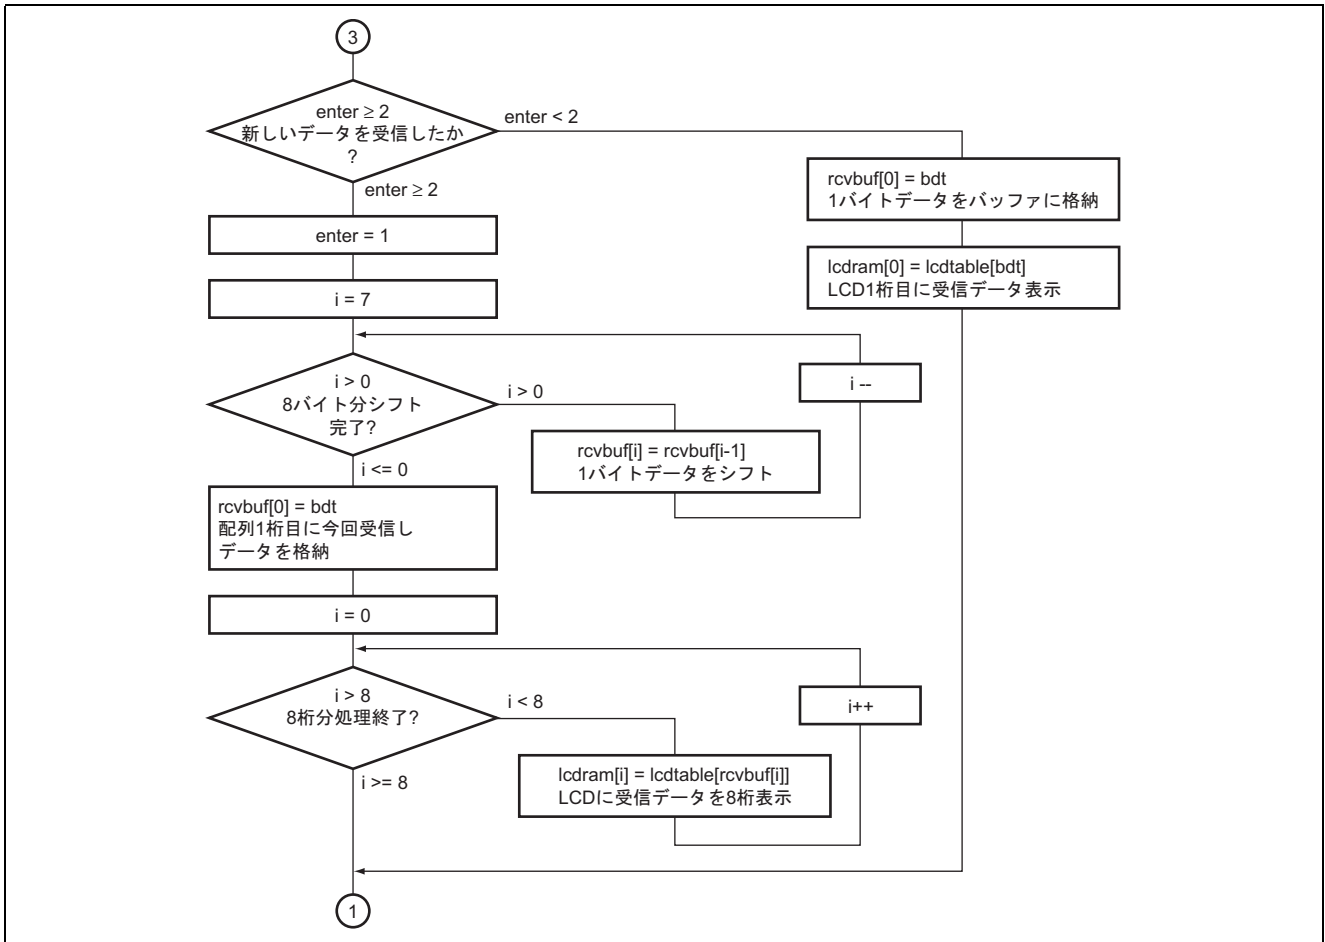 3
enter ≥ 2
新しいデータを受信したか
?
enter < 2
enter ≥ 2
rcvbuf[0] = bdt
1バイトデータをバッファに格納
lcdram[0] = lcdtable[bdt]
LCD1桁目に受信データ表示
enter = 1
i = 7
i > 0
8バイト分シフト
完了?
i > 0
i --
rcvbuf[i] = rcvbuf[i-1]
1バイトデータをシフト
i <= 0
rcvbuf[0] = bdt
配列1桁目に今回受信し
データを格納
i = 0
i > 8
8桁分処理終了?
i < 8
i++
lcdram[i] = lcdtable[rcvbuf[i]]
LCDに受信データを8桁表示
i >= 8
1